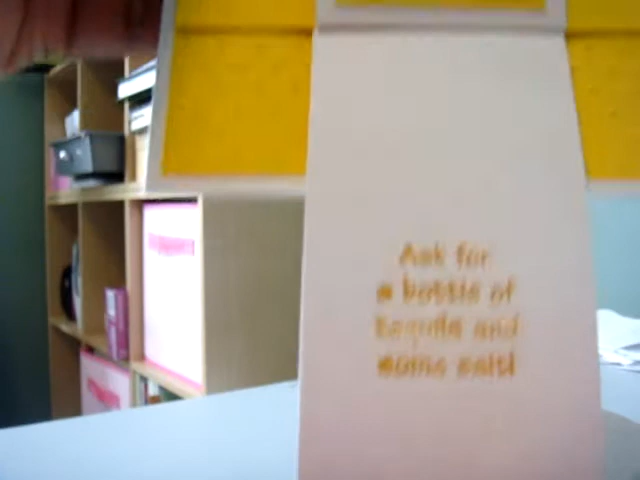 Ask for
a bottle of
tequila and
some salt!